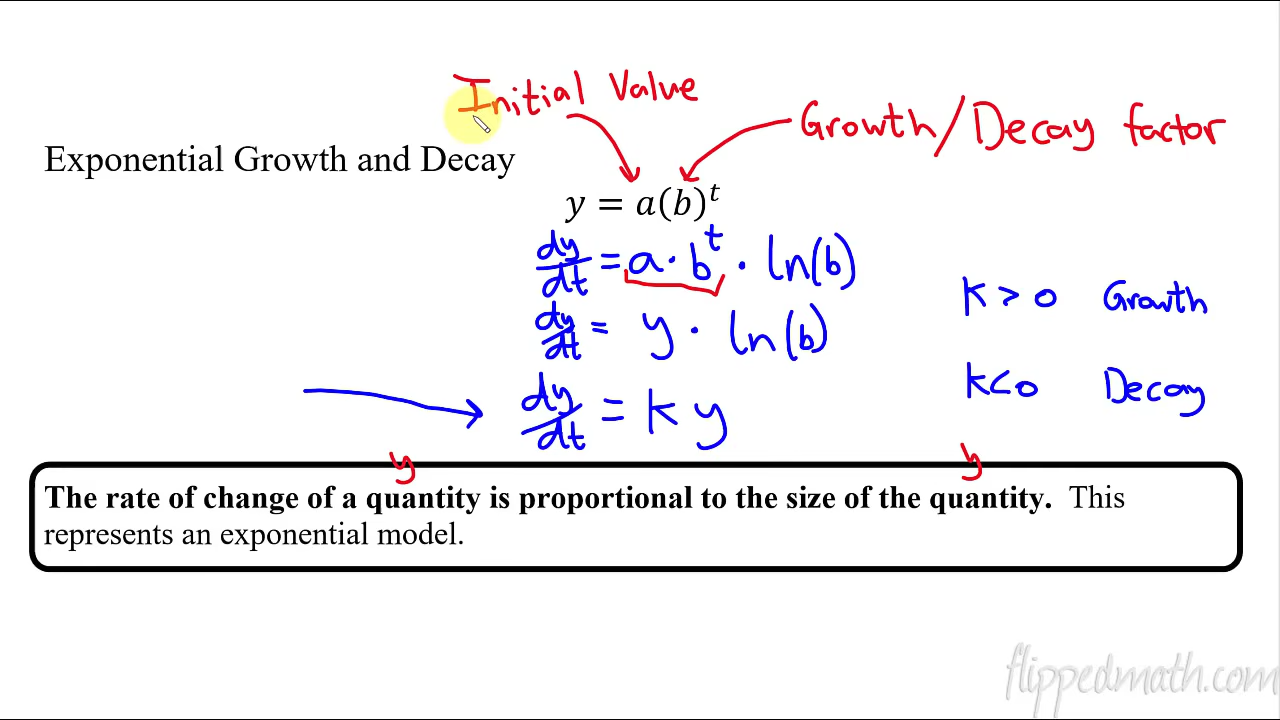 Initial Value
Growth/Decay factor
Exponential Growth and Decay
y = a(b)^t
dy/dt = a · b^t · ln(b)
k > 0 Growth
dy/dt = y · ln(b)
k < 0 Decay
dy/dt = k y
y y
The rate of change of a quantity is proportional to the size of the quantity. This
represents an exponential model.
flippedmath.com